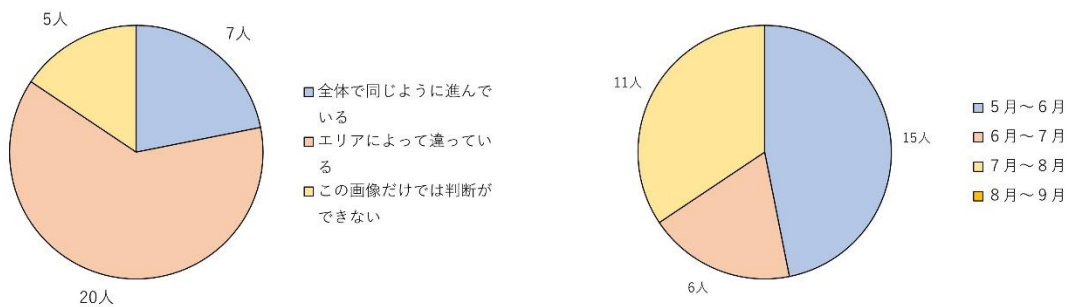 5人
7人
全体で同じように進んで
いる
エリアによって違ってい
る
この画像だけでは判断が
できない
20人
11人
15人
6人
5月～6月
6月～7月
7月～8月
8月～9月